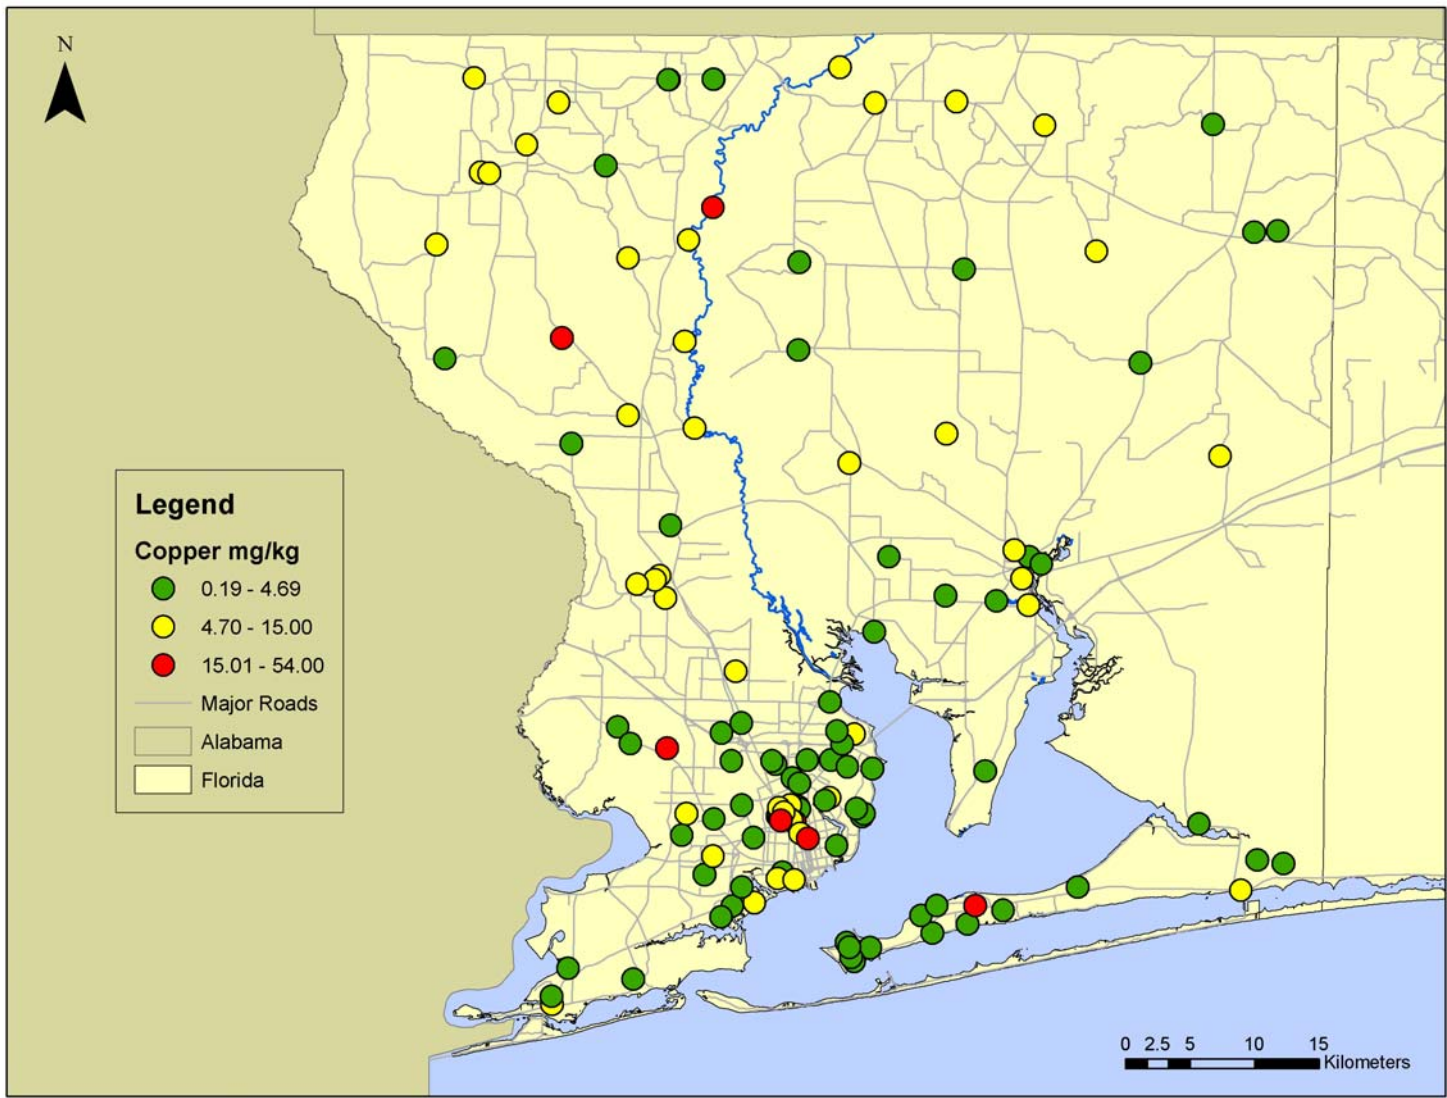 N
Legend
Copper mg/kg
0.19 - 4.69
4.70 - 15.00
15.01 - 54.00
Major Roads
Alabama
Florida
0 2.5 5 10 15
Kilometers